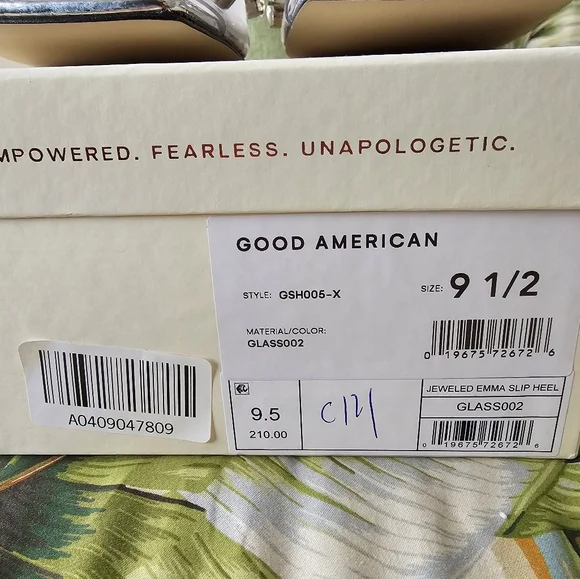 MPOWERED. FEARLESS. UNAPOLOGETIC.
GOOD AMERICAN
STYLE: GSH005-X
SIZE: 9 1/2
MATERIAL/COLOR:
GLASS002
0 19675 72672 6
A0409047809
9.5
210.00
JEWELED EMMA SLIP HEEL
GLASS002
0 19675 72672 6